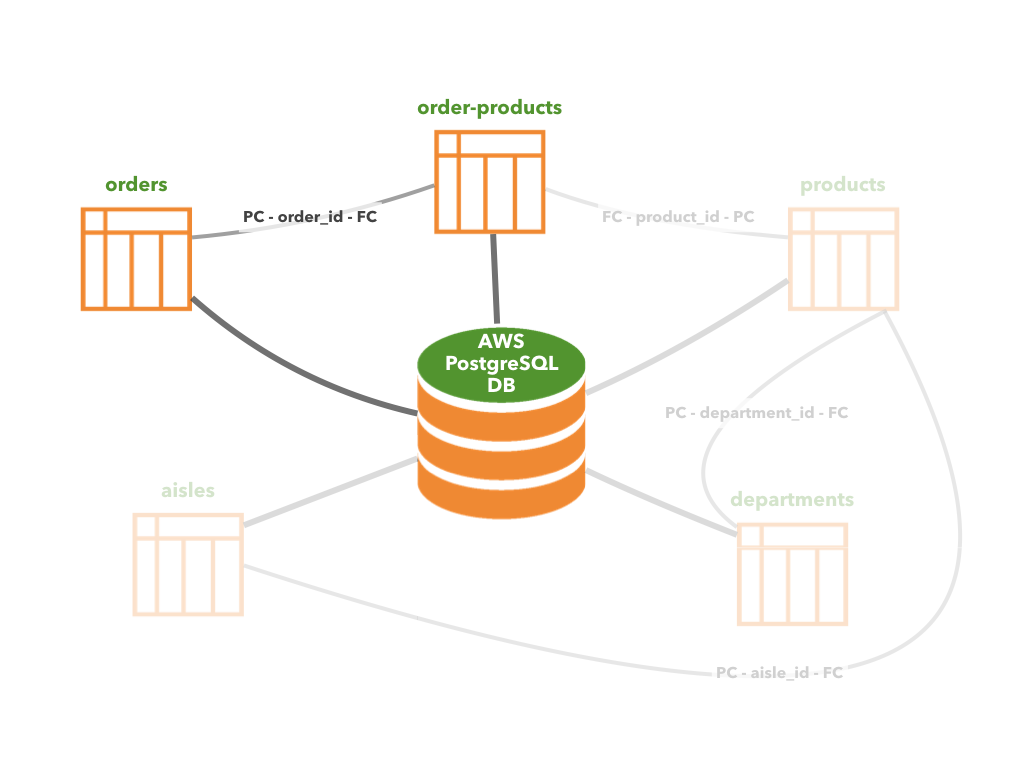 order-products
orders
products
PC - order_id - FC
FC - product_id - PC
AWS
PostgreSQL
DB
PC - department_id - FC
aisles
departments
PC - aisle_id - FC